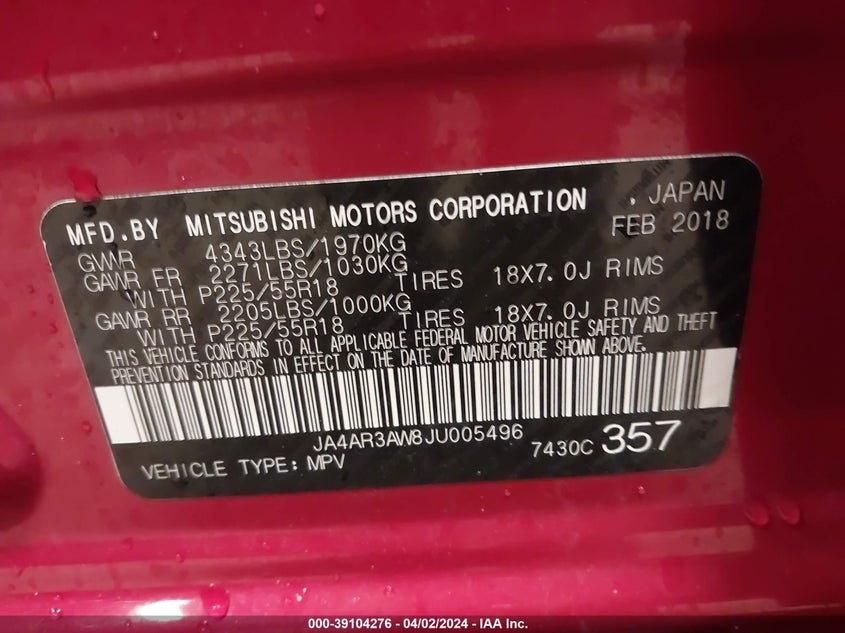 MFD.BY MITSUBISHI MOTORS CORPORATION . JAPAN
GWR 4343LBS/1970KG FEB 2018
GAWR FR 2271LBS/1030KG
WITH P225/55R18 TIRES 18X7.0J RIMS
GAWR RR 2205LBS/1000KG
WITH P225/55R18 TIRES 18X7.0J RIMS
THIS VEHICLE CONFORMS TO ALL APPLICABLE FEDERAL MOTOR VEHICLE SAFETY AND THEFT
PREVENTION STANDARDS IN EFFECT ON THE DATE OF MANUFACTURE SHOWN ABOVE.
JA4AR3AW8JU005496
VEHICLE TYPE: MPV 7430C 357
000-39104276 - 04/02/2024 - IAA Inc.